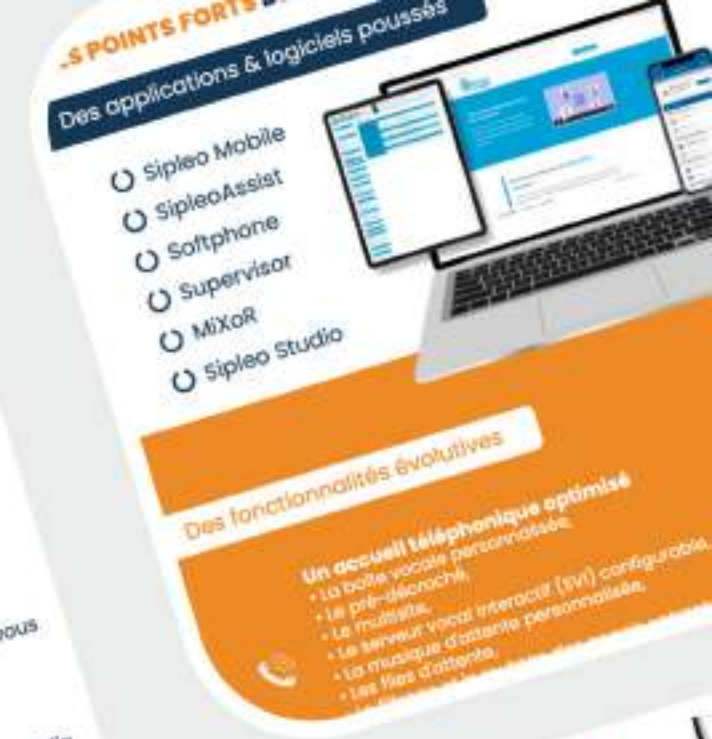 .S POINTS FORTS
Des applications & logiciels poussés
Sipleo Mobile
SipleoAssist
Softphone
Supervisor
MiXoR
Sipleo Studio
Des fonctionnalités évolutives
Un accueil téléphonique optimisé
• La boîte vocale personnalisée,
• Le pré-décroché,
• Le multisite,
• Le serveur vocal interactif (SVI) configurable,
• La musique d'attente personnalisée,
• Les files d'attente,
vous